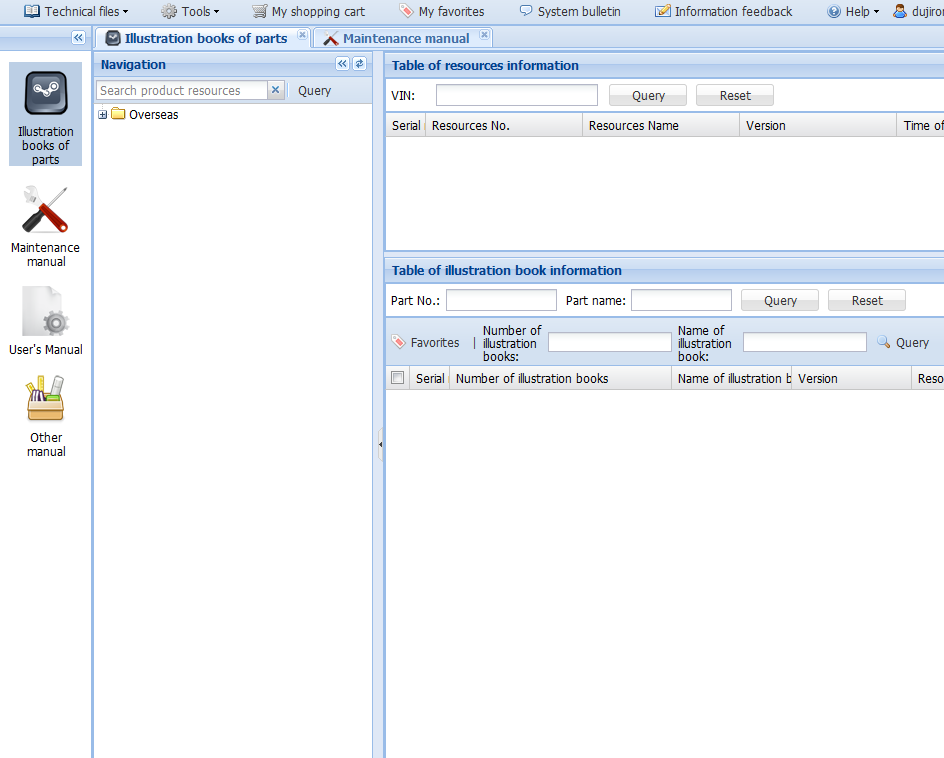 Technical files
Tools
My shopping cart
My favorites
System bulletin
Information feedback
Help
Illustration books of parts
Maintenance manual
Illustration
books of
parts
Maintenance
manual
User's Manual
Other
manual
Navigation
Search product resources
Query
Overseas
Table of resources information
VIN:
Query
Reset
Serial
Resources No.
Resources Name
Version
Time of
Table of illustration book information
Part No.:
Part name:
Query
Reset
Favorites
Number of
illustration
books:
Name of
illustration
book:
Query
Serial
Number of illustration books
Name of illustration b
Version
Reso